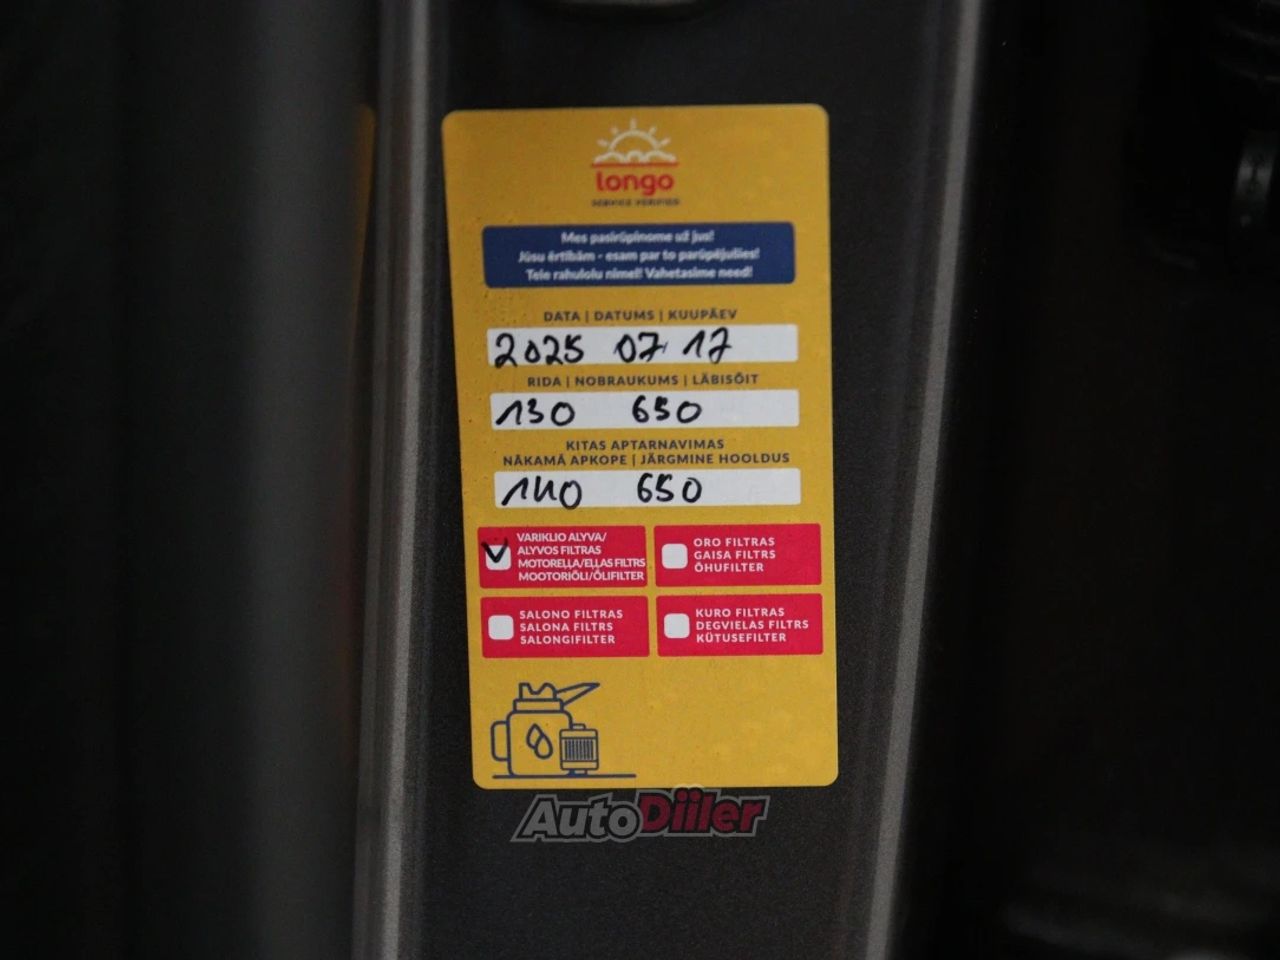 longo
SERVICE VERIFIED
Mes pasirūpinome už jus!
Jūsu ērtībām - esam par to parūpējušies!
Teie rahulolu nimel! Vahetasime need!
DATA | DATUMS | KUUPÄEV
2025 07 17
RIDA | NOBRAUKUMS | LÄBISÕIT
130 650
KITAS APTARNAVIMAS
NĀKAMĀ APKOPE | JÄRGMINE HOOLDUS
140 650
VARIKLIO ALYVA/
ALYVOS FILTRAS
MOTOREĻĻA/EĻĻAS FILTRS
MOOTORIÕLI/ÕLIFILTER
ORO FILTRAS
GAISA FILTRS
ÕHUFILTER
SALONO FILTRAS
SALONA FILTRS
SALONGIFILTER
KURO FILTRAS
DEGVIELAS FILTRS
KÜTUSEFILTER
AutoDiiler